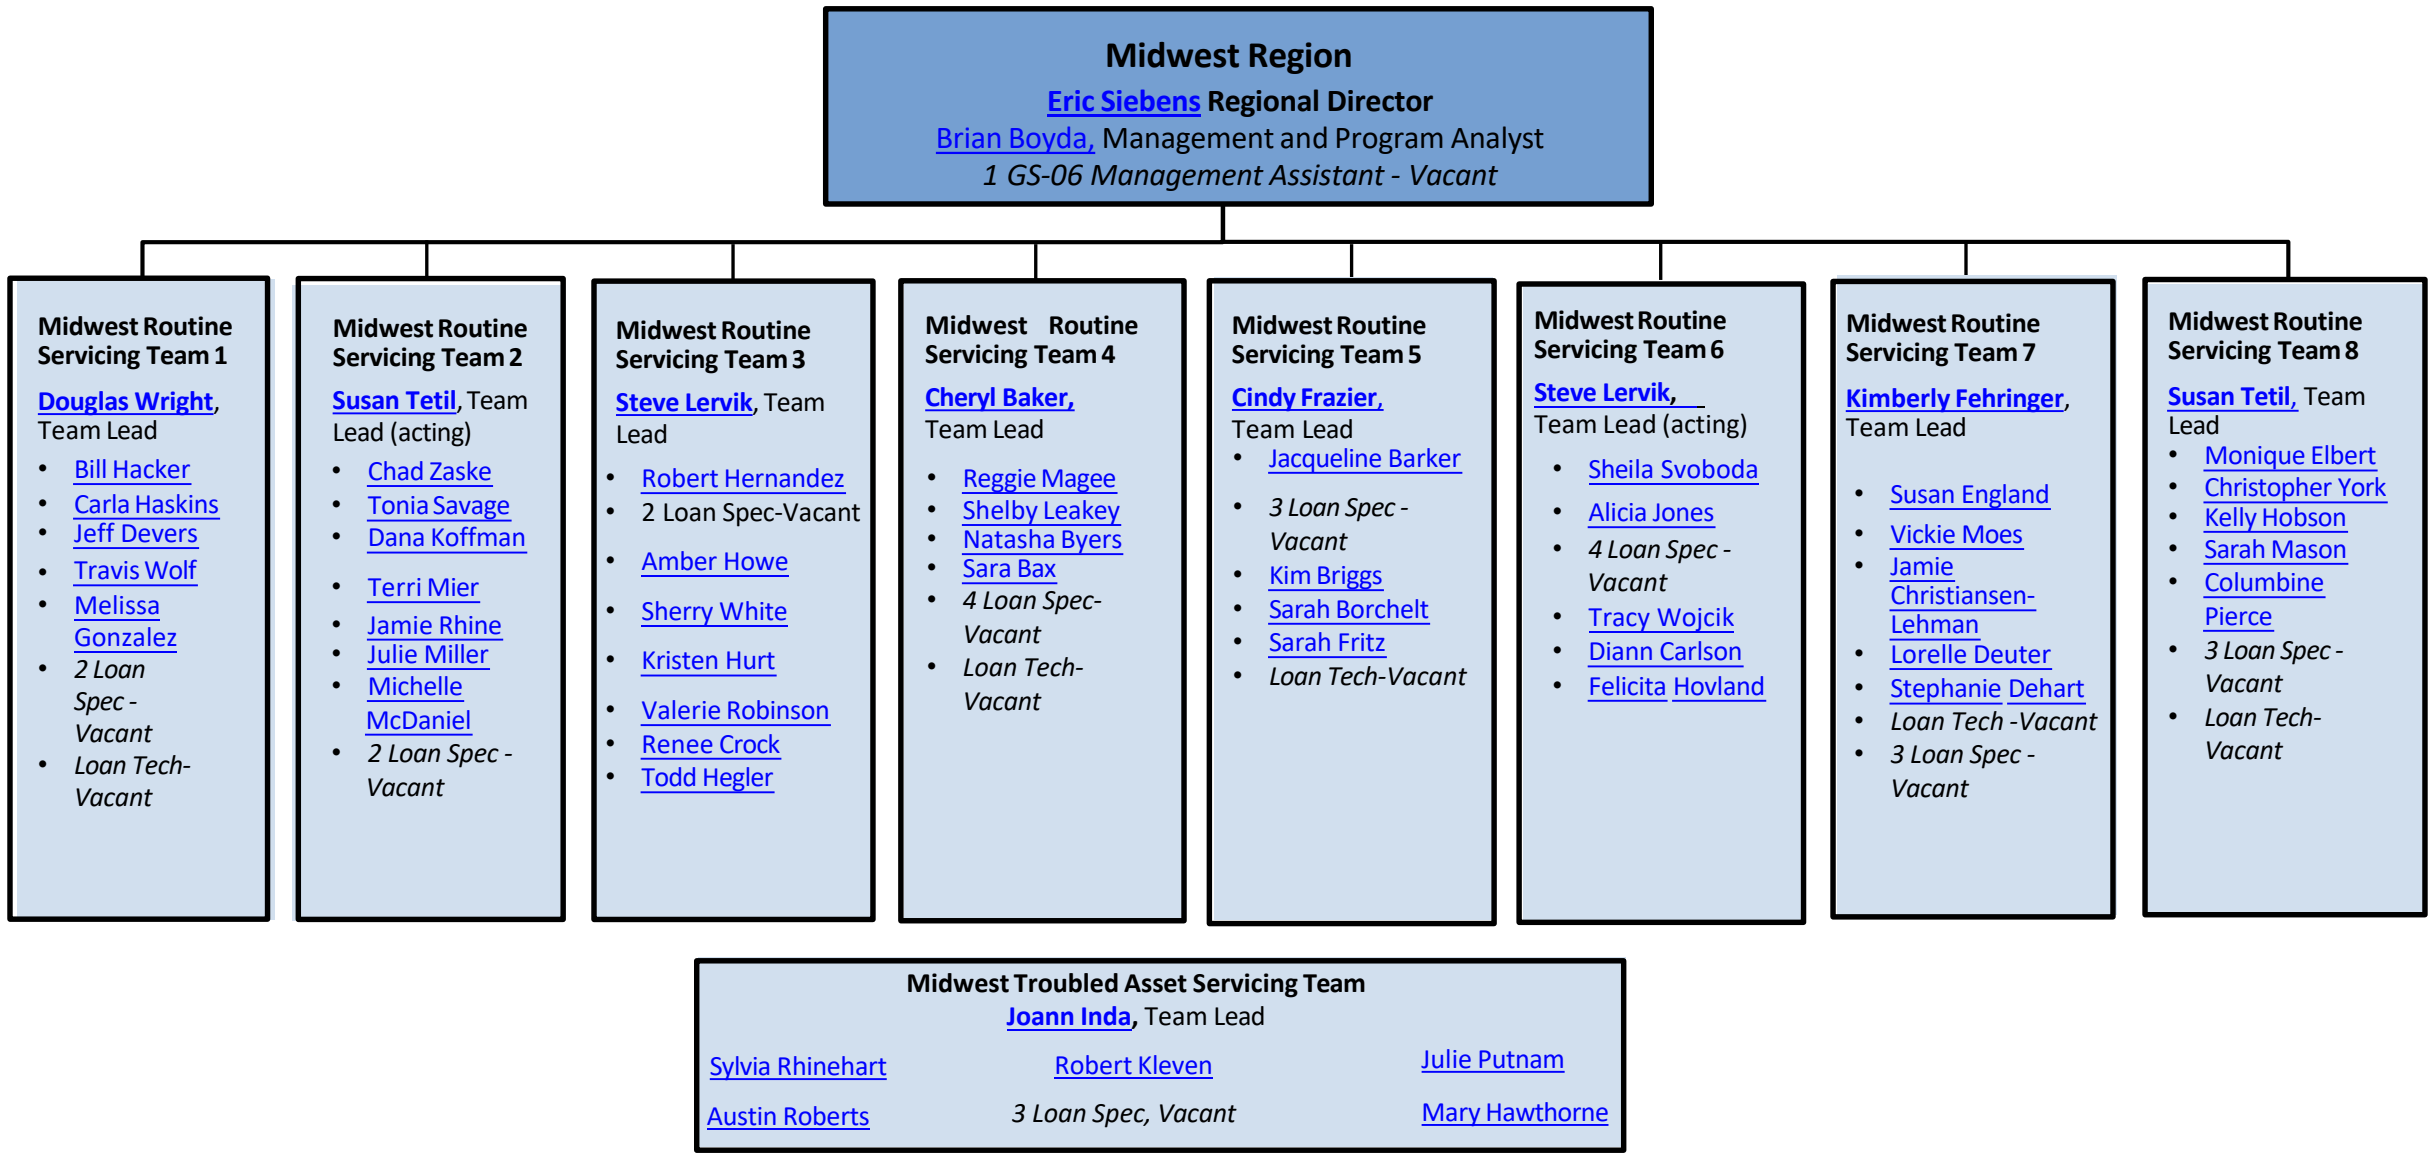 Midwest Region
Eric Siebens Regional Director
Brian Boyda, Management and Program Analyst
1 GS-06 Management Assistant - Vacant
Midwest Routine
Servicing Team 1
Douglas Wright,
Team Lead
• Bill Hacker
• Carla Haskins
• Jeff Devers
• Travis Wolf
• Melissa
Gonzalez
• 2 Loan
Spec -
Vacant
• Loan Tech-
Vacant
Midwest Routine
Servicing Team 2
Susan Tetil, Team
Lead (acting)
• Chad Zaske
• Tonia Savage
• Dana Koffman
• Terri Mier
• Jamie Rhine
• Julie Miller
• Michelle
McDaniel
• 2 Loan Spec -
Vacant
Midwest Routine
Servicing Team 3
Steve Lervik, Team
Lead
• Robert Hernandez
• 2 Loan Spec-Vacant
• Amber Howe
• Sherry White
• Kristen Hurt
• Valerie Robinson
• Renee Crock
• Todd Hegler
Midwest Routine
Servicing Team 4
Cheryl Baker,
Team Lead
• Reggie Magee
• Shelby Leakey
• Natasha Byers
• Sara Bax
• 4 Loan Spec-
Vacant
• Loan Tech-
Vacant
Midwest Routine
Servicing Team 5
Cindy Frazier,
Team Lead
• Jacqueline Barker
• 3 Loan Spec -
Vacant
• Kim Briggs
• Sarah Borchelt
• Sarah Fritz
• Loan Tech-Vacant
Midwest Routine
Servicing Team 6
Steve Lervik,
Team Lead (acting)
• Sheila Svoboda
• Alicia Jones
• 4 Loan Spec -
Vacant
• Tracy Wojcik
• Diann Carlson
• Felicita Hovland
Midwest Routine
Servicing Team 7
Kimberly Fehringer,
Team Lead
• Susan England
• Vickie Moes
• Jamie
Christiansen-
Lehman
• Lorelle Deuter
• Stephanie Dehart
• Loan Tech -Vacant
• 3 Loan Spec -
Vacant
Midwest Routine
Servicing Team 8
Susan Tetil, Team
Lead
• Monique Elbert
• Christopher York
• Kelly Hobson
• Sarah Mason
• Columbine
Pierce
• 3 Loan Spec -
Vacant
• Loan Tech-
Vacant
Midwest Troubled Asset Servicing Team
Joann Inda, Team Lead
Sylvia Rhinehart Robert Kleven Julie Putnam
Austin Roberts 3 Loan Spec, Vacant Mary Hawthorne